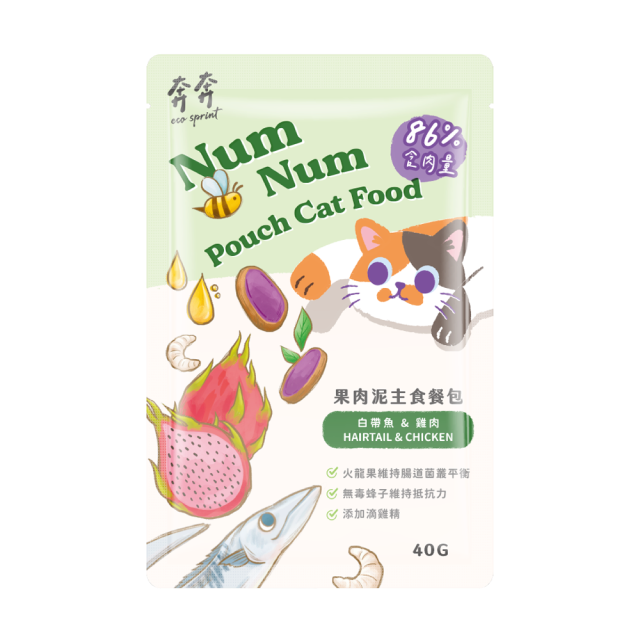 奔奔
eco sprint
Num
Num
Pouch Cat Food
86%
含肉量
果肉泥主食餐包
白帶魚 & 雞肉
HAIRTAIL & CHICKEN
火龍果維持腸道菌叢平衡
無毒蜂子維持抵抗力
添加滴雞精
40G